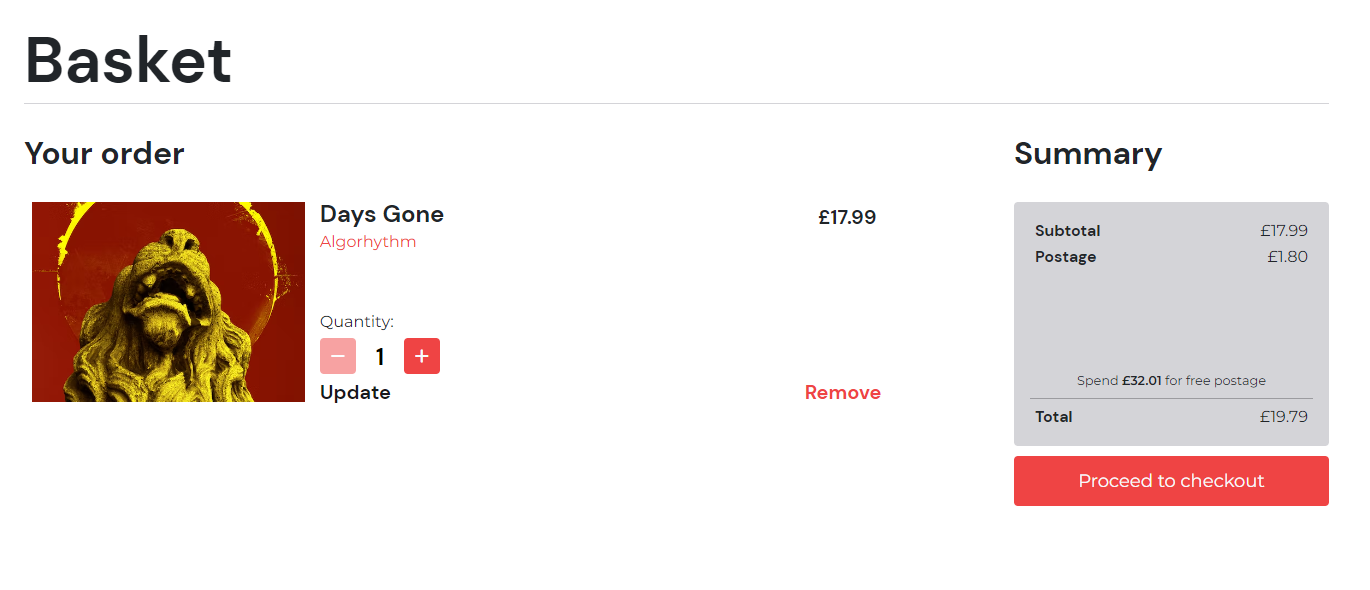 Basket
Your order
Days Gone
£17.99
Algorhythm
Quantity:
− 1 +
Update
Remove
Summary
Subtotal £17.99
Postage £1.80
Spend £32.01 for free postage
Total £19.79
Proceed to checkout